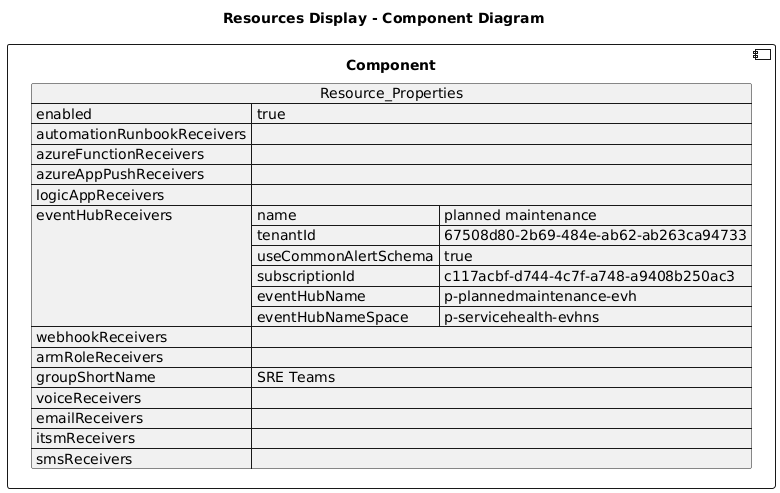 Resources Display - Component Diagram
Component
Resource_Properties
enabled true
automationRunbookReceivers
azureFunctionReceivers
azureAppPushReceivers
logicAppReceivers
eventHubReceivers name planned maintenance
tenantId 67508d80-2b69-484e-ab62-ab263ca94733
useCommonAlertSchema true
subscriptionId c117acbf-d744-4c7f-a748-a9408b250ac3
eventHubName p-plannedmaintenance-evh
eventHubNameSpace p-servicehealth-evhns
webhookReceivers
armRoleReceivers
groupShortName SRE Teams
voiceReceivers
emailReceivers
itsmReceivers
smsReceivers